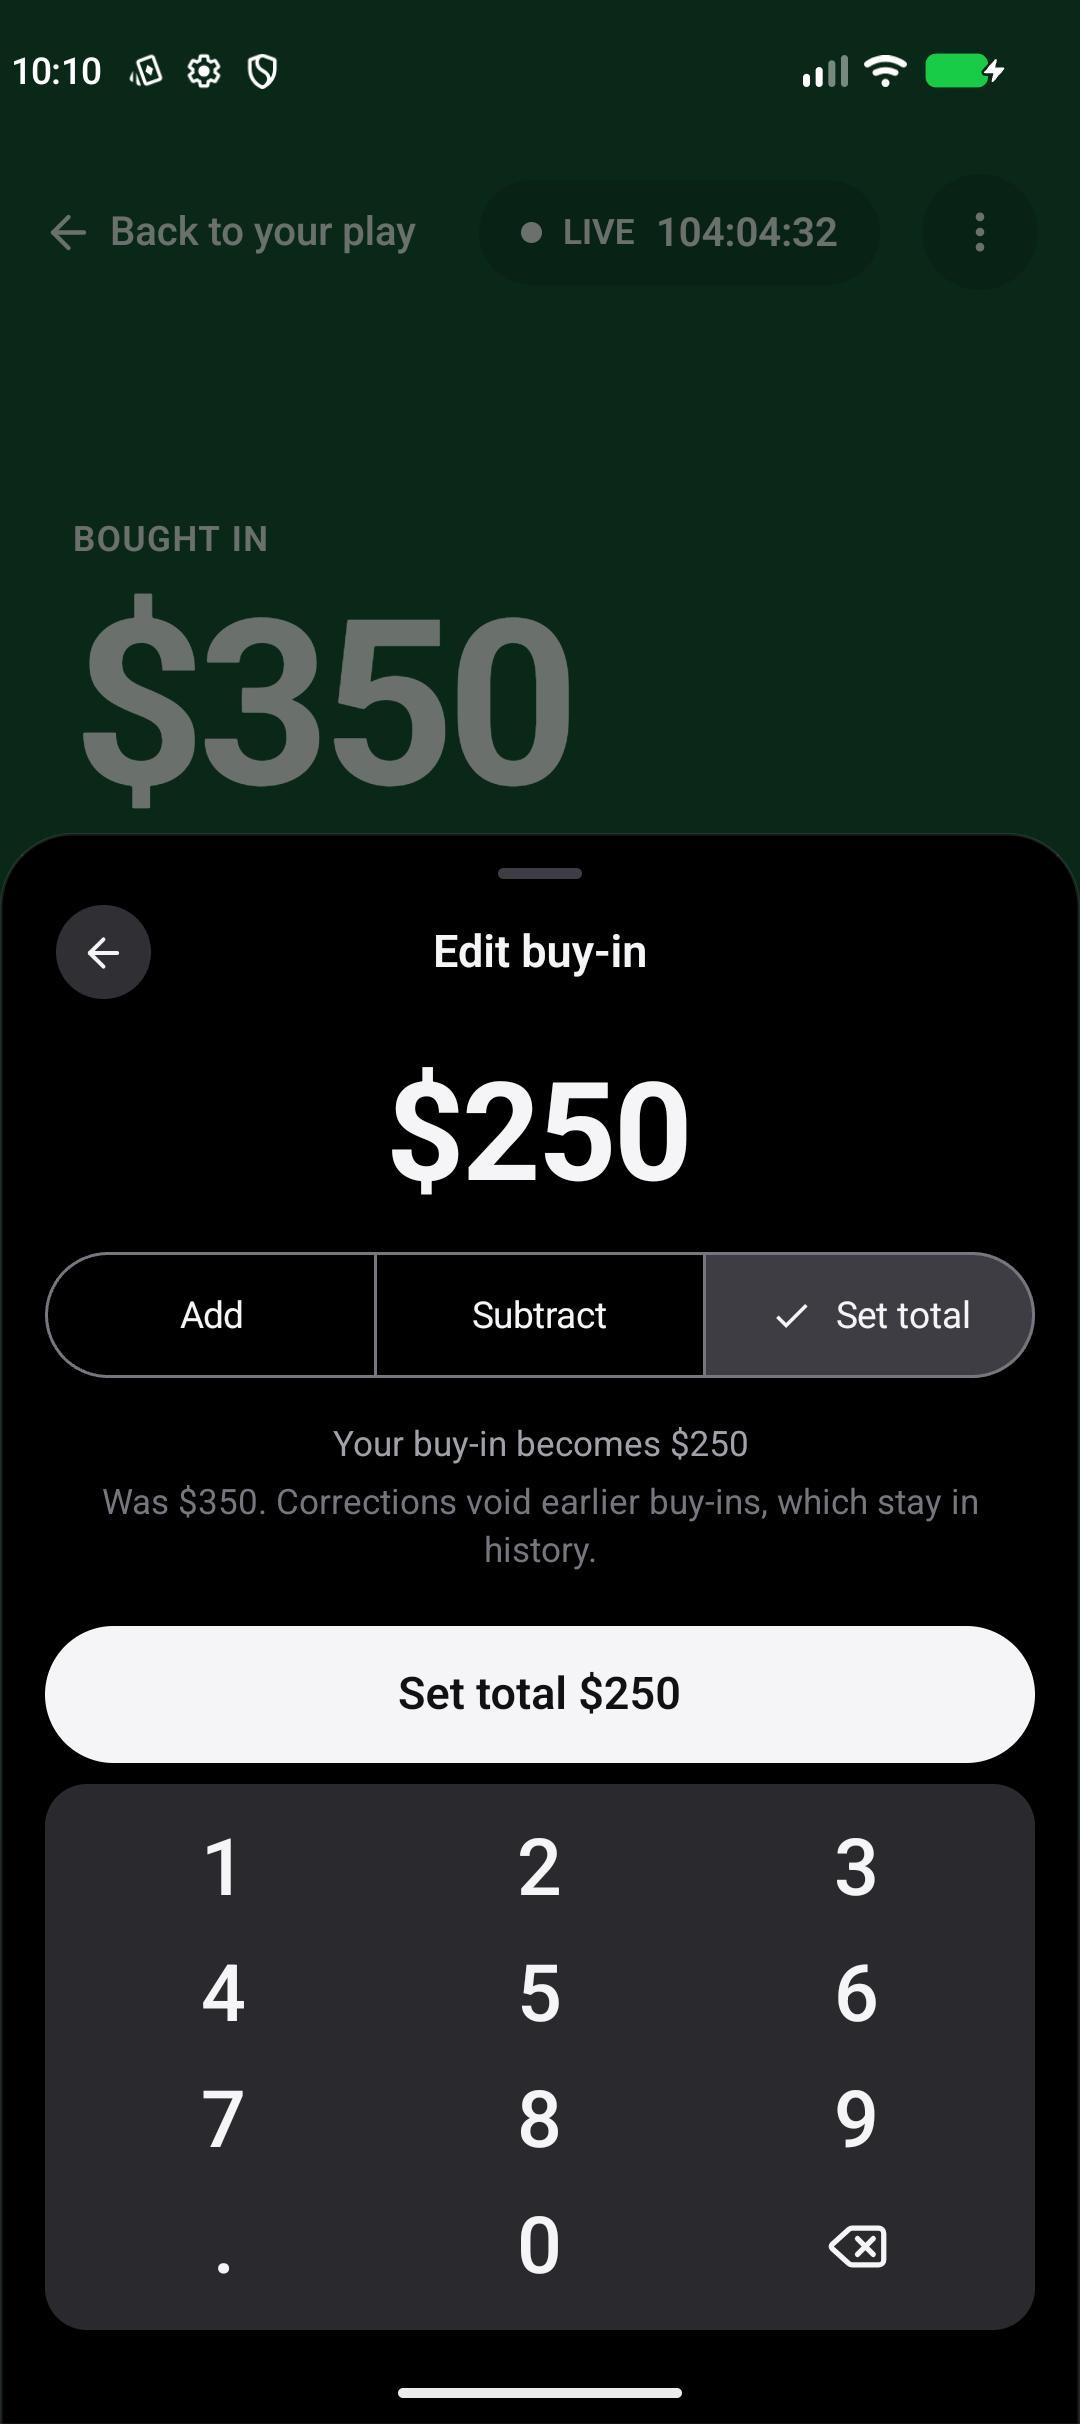 10:10
Back to your play
LIVE 104:04:32
BOUGHT IN
$350
Edit buy-in
$250
Add
Subtract
Set total
Your buy-in becomes $250
Was $350. Corrections void earlier buy-ins, which stay in
history.
Set total $250
1 2 3
4 5 6
7 8 9
. 0